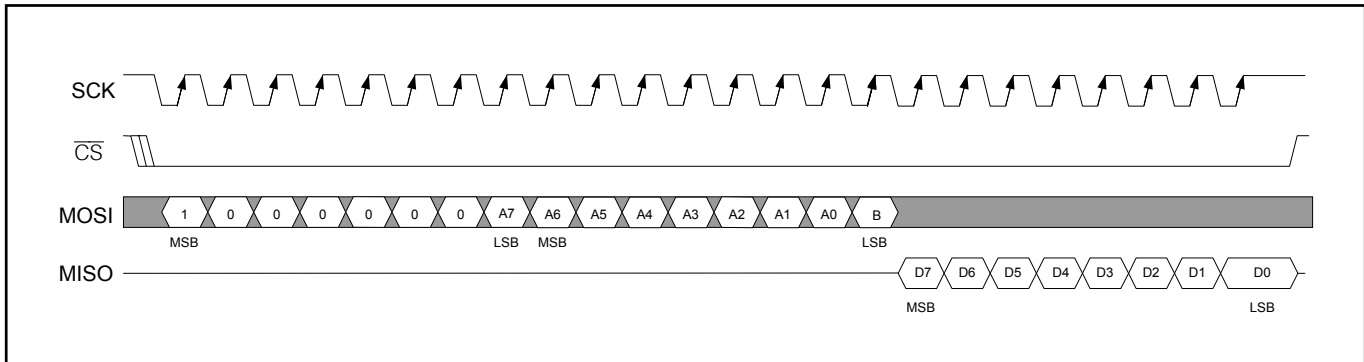 SCK
CS
MOSI 1 0 0 0 0 0 0 A7 A6 A5 A4 A3 A2 A1 A0 B
MSB LSB MSB LSB
MISO D7 D6 D5 D4 D3 D2 D1 D0
MSB LSB